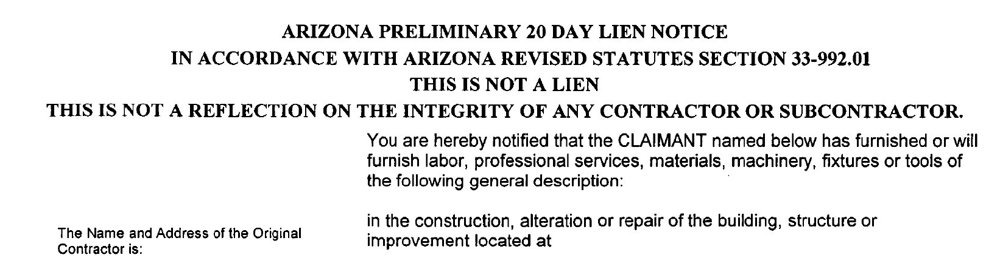 ARIZONA PRELIMINARY 20 DAY LIEN NOTICE
IN ACCORDANCE WITH ARIZONA REVISED STATUTES SECTION 33-992.01
THIS IS NOT A LIEN
THIS IS NOT A REFLECTION ON THE INTEGRITY OF ANY CONTRACTOR OR SUBCONTRACTOR.
You are hereby notified that the CLAIMANT named below has furnished or will
furnish labor, professional services, materials, machinery, fixtures or tools of
the following general description:
in the construction, alteration or repair of the building, structure or
improvement located at
The Name and Address of the Original
Contractor is: